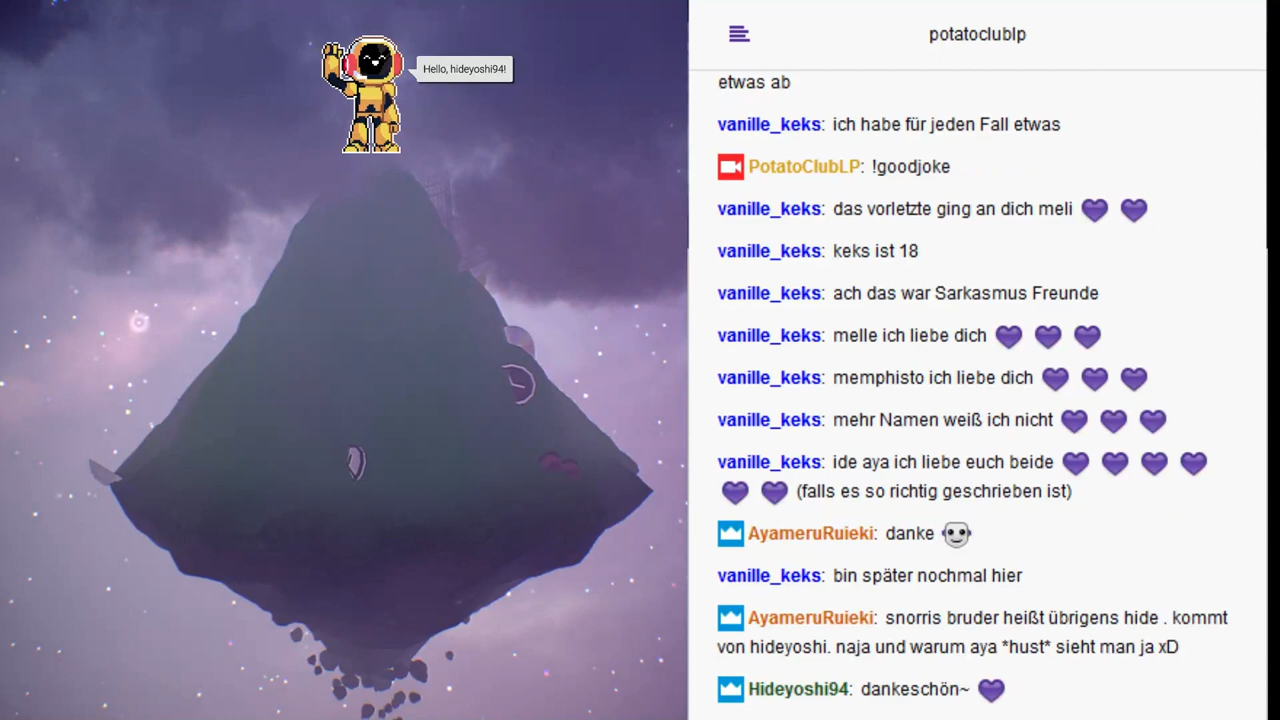 Hello, hideyoshi94!
potatoclublp
etwas ab
vanille_keks: ich habe für jeden Fall etwas
PotatoClubLP: !goodjoke
vanille_keks: das vorletzte ging an dich meli
vanille_keks: keks ist 18
vanille_keks: ach das war Sarkasmus Freunde
vanille_keks: melle ich liebe dich
vanille_keks: memphisto ich liebe dich
vanille_keks: mehr Namen weiß ich nicht
vanille_keks: ide aya ich liebe euch beide
(falls es so richtig geschrieben ist)
AyameruRuieki: danke
vanille_keks: bin später nochmal hier
AyameruRuieki: snorris bruder heißt übrigens hide . kommt
von hideyoshi. naja und warum aya *hust* sieht man ja xD
Hideyoshi94: dankeschön~